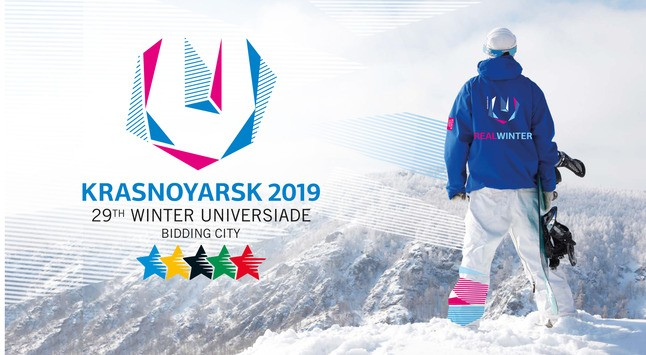 KRASNOYARSK 2019
29TH WINTER UNIVERSIADE
BIDDING CITY
REALWINTER